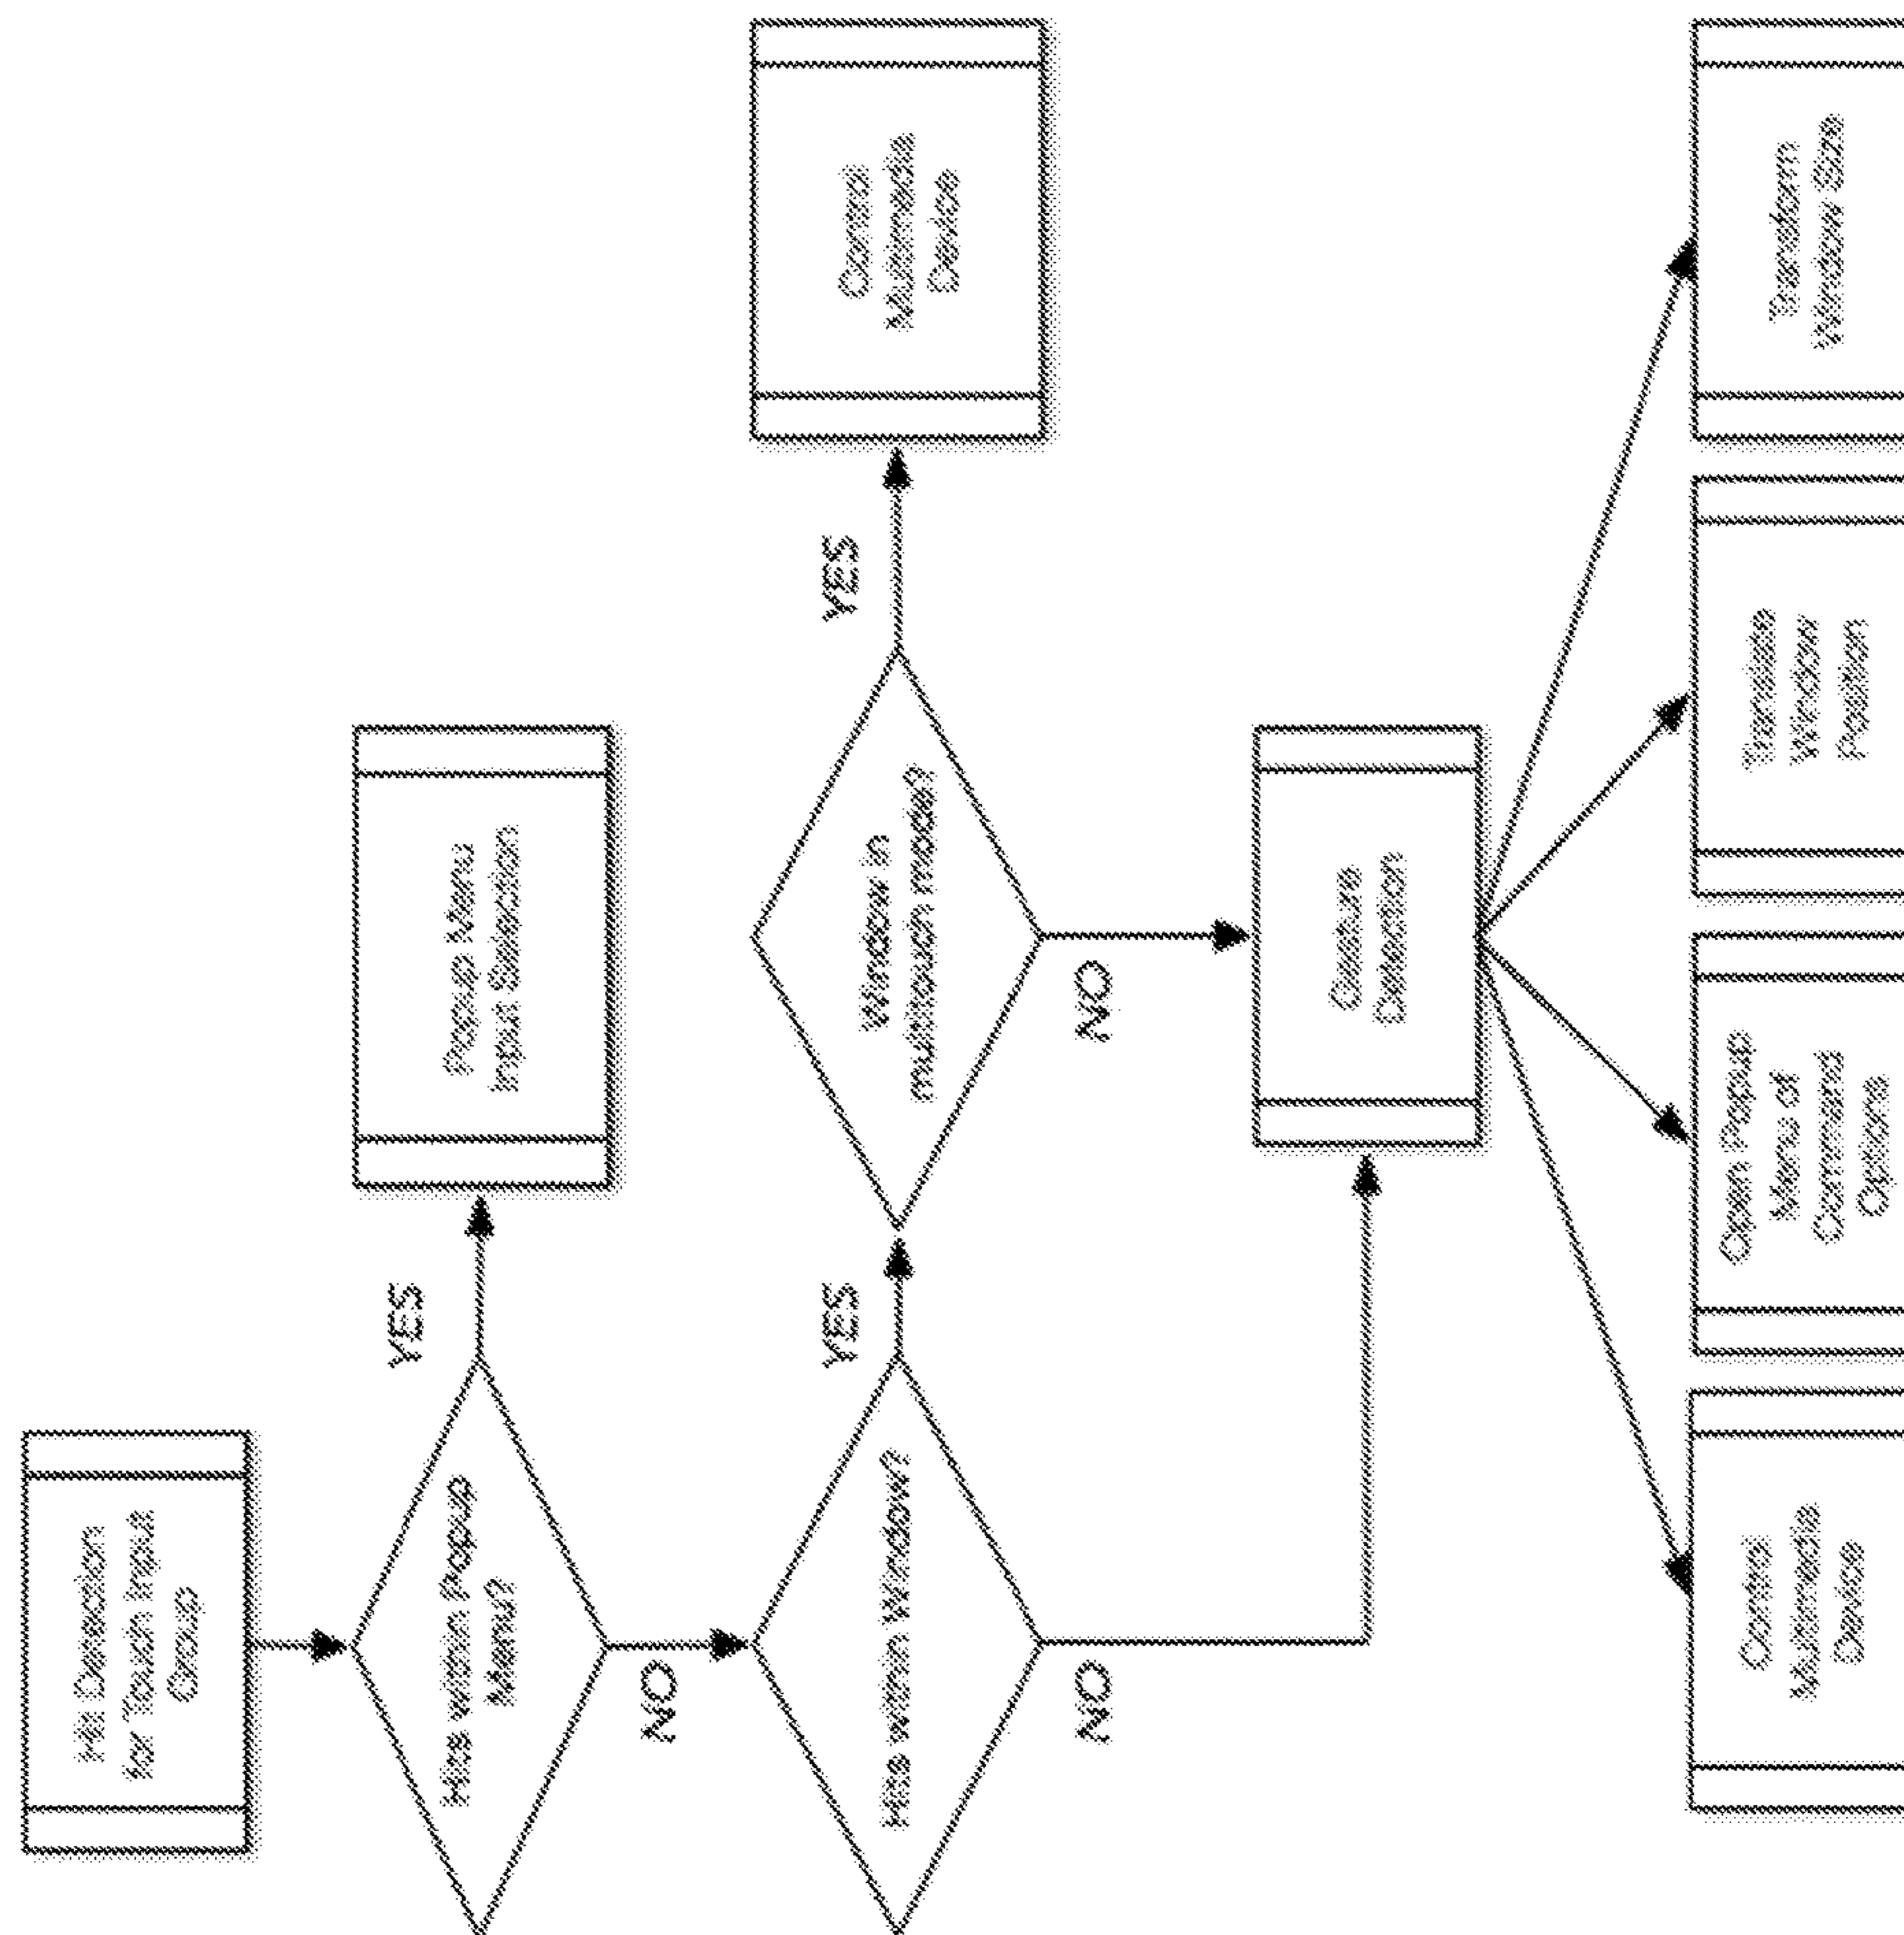 Hit Detection
for Touch Input
Group
Hits within Popup
Menu?
YES
Popup Menu
Input Selection
NO
Hits within Window?
YES
Window in
multitouch mode?
YES
Control
Multimedia
Device
NO
NO
Gesture
Detection
Control
Multimedia
Device
Open Popup
Menu of
Command
Options
Translate
Window
Position
Transform
Window Size